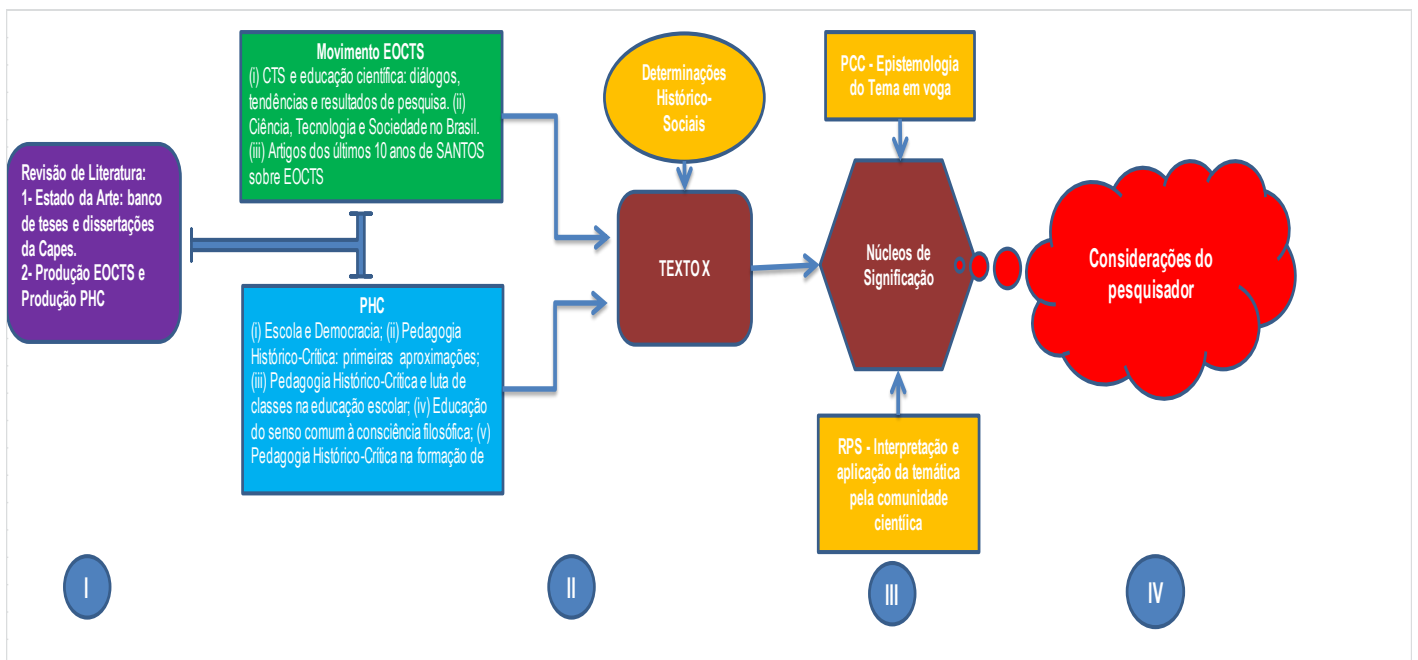 Revisão de Literatura:
1- Estado da Arte: banco
de teses e dissertações
da Capes.
2- Produção EOCTS e
Produção PHC
Movimento EOCTS
(i) CTS e educação científica: diálogos,
tendências e resultados de pesquisa. (ii)
Ciência, Tecnologia e Sociedade no Brasil.
(iii) Artigos dos últimos 10 anos de SANTOS
sobre EOCTS
PHC
(i) Escola e Democracia; (ii) Pedagogia
Histórico-Crítica: primeiras aproximações;
(iii) Pedagogia Histórico-Crítica e luta de
classes na educação escolar; (iv) Educação
do senso comum à consciência filosófica; (v)
Pedagogia Histórico-Crítica na formação de
Determinações
Histórico-
Sociais
TEXTO X
PCC - Epistemologia
do Tema em voga
Núcleos de
Significação
RPS - Interpretação e
aplicação da temática
pela comunidade
cientíica
Considerações do
pesquisador
I
II
III
IV